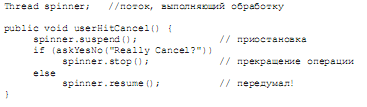 Thread spinner;   //поток, выполняющий обработку
public void userHitCancel() {
    spinner.suspend();            // приостановка
    if (askYesNo("Really Cancel?"))
        spinner.stop();           // прекращение операции
    else
        spinner.resume();         // передумал!
}